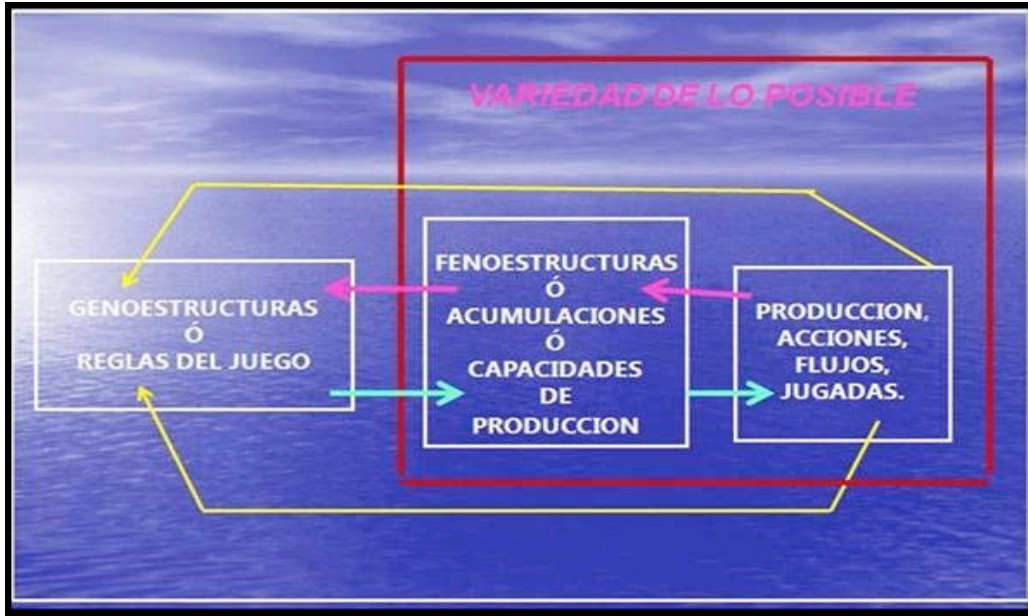 VARIEDAD DE LO POSIBLE
GENOESTRUCTURAS
Ó
REGLAS DEL JUEGO
FENOESTRUCTURAS
Ó
ACUMULACIONES
Ó
CAPACIDADES
DE
PRODUCCION
PRODUCCION,
ACCIONES,
FLUJOS,
JUGADAS.